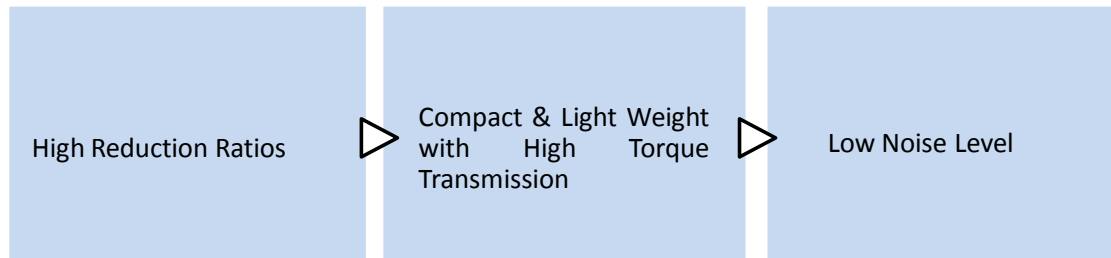 High Reduction Ratios
Compact & Light Weight
with High Torque
Transmission
Low Noise Level